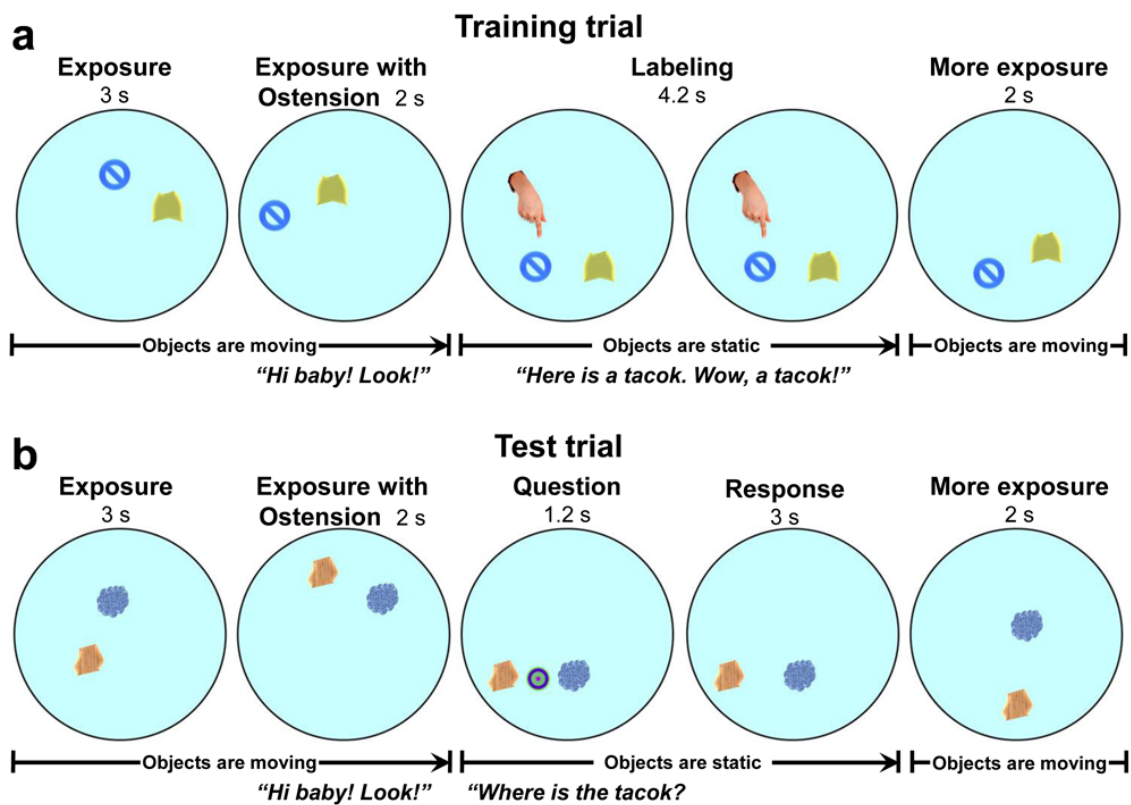 a
Training trial
Exposure
3 s
Exposure with
Ostension 2 s
Labeling
4.2 s
More exposure
2 s
Objects are moving
Objects are static
Objects are moving
“Hi baby! Look!”
“Here is a tacok. Wow, a tacok!”
b
Test trial
Exposure
3 s
Exposure with
Ostension 2 s
Question
1.2 s
Response
3 s
More exposure
2 s
Objects are moving
Objects are static
Objects are moving
“Hi baby! Look!”
“Where is the tacok?